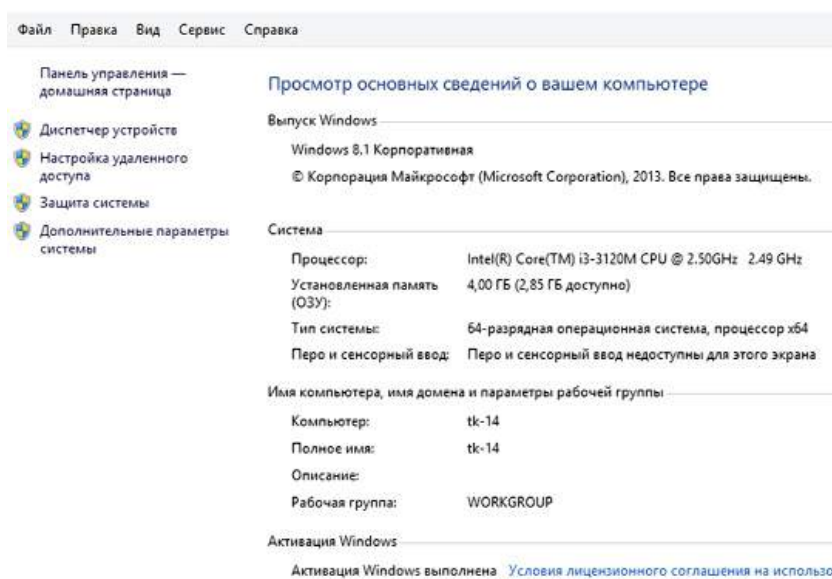 Файл Правка Вид Сервис Справка
Панель управления —
домашняя страница
Диспетчер устройств
Настройка удаленного
доступа
Защита системы
Дополнительные параметры
системы
Просмотр основных сведений о вашем компьютере
Выпуск Windows
Windows 8.1 Корпоративная
© Корпорация Майкрософт (Microsoft Corporation), 2013. Все права защищены.
Система
Процессор: Intel(R) Core(TM) i3-3120M CPU @ 2.50GHz 2.49 GHz
Установленная память 4,00 ГБ (2,85 ГБ доступно)
(ОЗУ):
Тип системы: 64-разрядная операционная система, процессор x64
Перо и сенсорный ввод: Перо и сенсорный ввод недоступны для этого экрана
Имя компьютера, имя домена и параметры рабочей группы
Компьютер: tk-14
Полное имя: tk-14
Описание:
Рабочая группа: WORKGROUP
Активация Windows
Активация Windows выполнена Условия лицензионного соглашения на использо